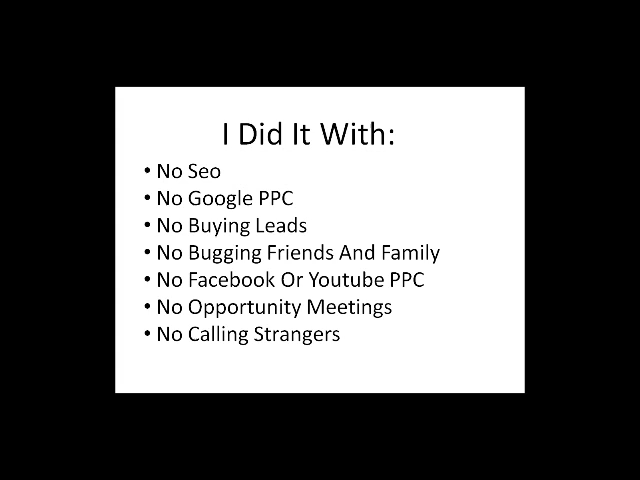 I Did It With:
• No Seo
• No Google PPC
• No Buying Leads
• No Bugging Friends And Family
• No Facebook Or Youtube PPC
• No Opportunity Meetings
• No Calling Strangers